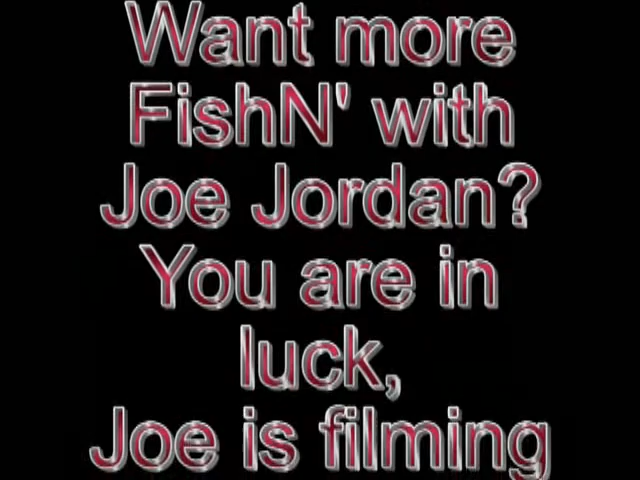 Want more
FishN' with
Joe Jordan?
You are in
luck,
Joe is filming